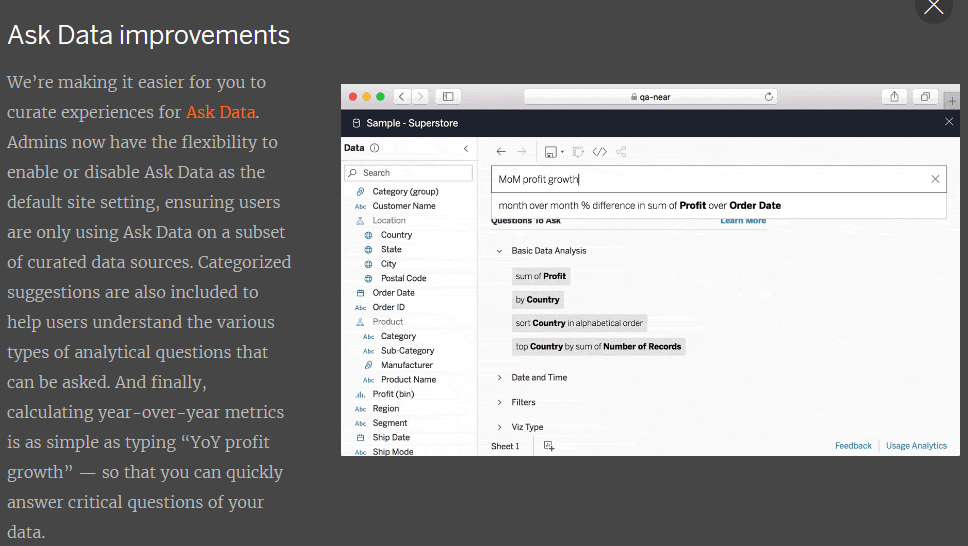 Ask Data improvements
We’re making it easier for you to
curate experiences for Ask Data.
Admins now have the flexibility to
enable or disable Ask Data as the
default site setting, ensuring users
are only using Ask Data on a subset
of curated data sources. Categorized
suggestions are also included to
help users understand the various
types of analytical questions that
can be asked. And finally,
calculating year-over-year metrics
is as simple as typing “YoY profit
growth” — so that you can quickly
answer critical questions of your
data.
qa-near
Sample - Superstore
Data
Search
Category (group)
Abc Customer Name
Location
Country
State
City
Postal Code
Order Date
Abc Order ID
Product
Abc Category
Abc Sub-Category
Manufacturer
Abc Product Name
Profit (bin)
Abc Region
Abc Segment
Ship Date
Abc Ship Mode
MoM profit growth
month over month % difference in sum of Profit over Order Date
Questions To Ask Learn More
Basic Data Analysis
sum of Profit
by Country
sort Country in alphabetical order
top Country by sum of Number of Records
Date and Time
Filters
Viz Type
Sheet 1
Feedback Usage Analytics